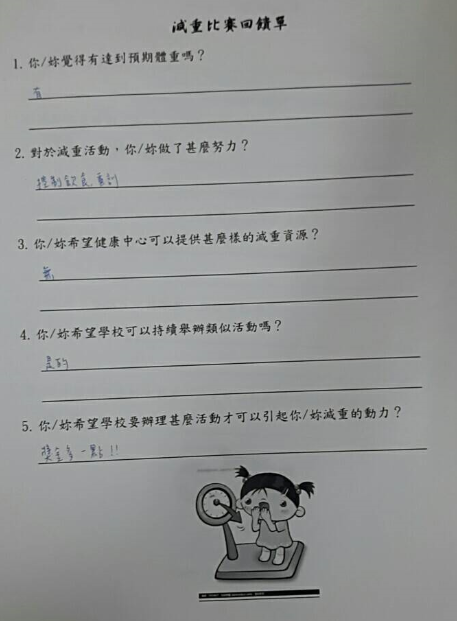 減重比賽回饋單
1. 你/妳覺得有達到預期體重嗎？
有
2. 對於減重活動，你/妳做了甚麼努力？
控制飲食
3. 你/妳希望健康中心可以提供甚麼樣的減重資源？
無
4. 你/妳希望學校可以持續舉辦類似活動嗎？
是的
5. 你/妳希望學校要辦理甚麼活動才可以引起你/妳減重的動力？
獎金多一點!!